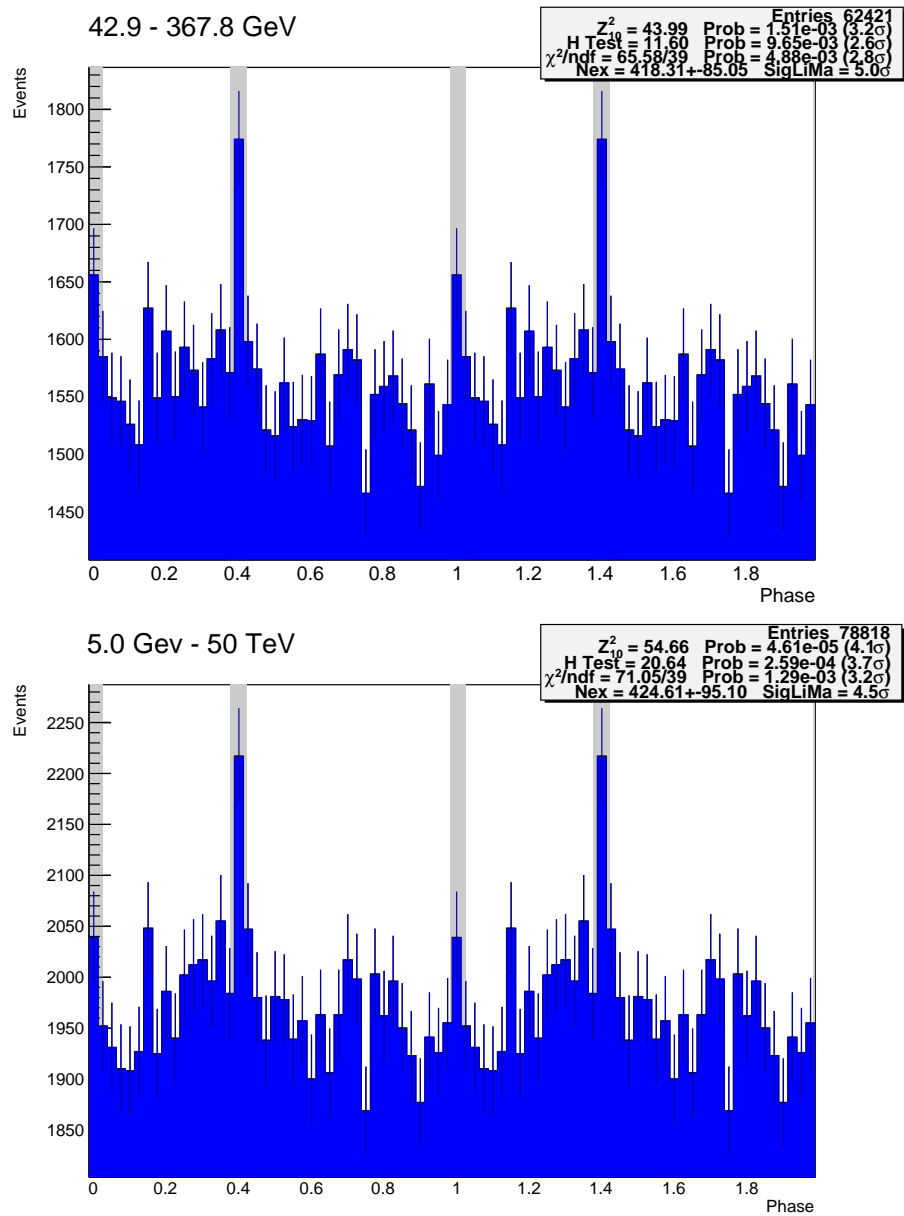 42.9 - 367.8 GeV
Entries 62421
Z²₁₀ = 43.99 Prob = 1.51e-03 (3.2σ)
H Test = 11.60 Prob = 9.65e-03 (2.6σ)
χ²/ndf = 65.58/39 Prob = 4.88e-03 (2.8σ)
Nex = 418.31+-85.05 SigLiMa = 5.0σ
Events
1800
1750
1700
1650
1600
1550
1500
1450
0 0.2 0.4 0.6 0.8 1 1.2 1.4 1.6 1.8
Phase
5.0 Gev - 50 TeV
Entries 78818
Z²₁₀ = 54.66 Prob = 4.61e-05 (4.1σ)
H Test = 20.64 Prob = 2.59e-04 (3.7σ)
χ²/ndf = 71.05/39 Prob = 1.29e-03 (3.2σ)
Nex = 424.61+-95.10 SigLiMa = 4.5σ
Events
2250
2200
2150
2100
2050
2000
1950
1900
1850
0 0.2 0.4 0.6 0.8 1 1.2 1.4 1.6 1.8
Phase